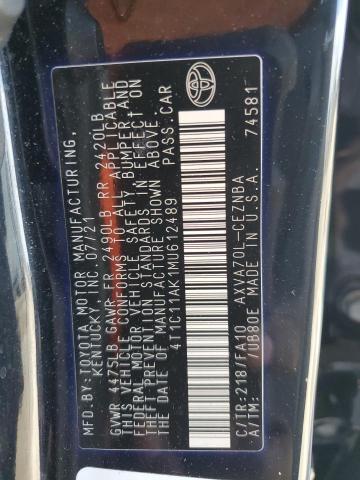 MFD.BY:TOYOTA MOTOR MANUFACTURING,
KENTUCKY, INC. 07/21
GVWR 4475LB GAWR FR 2490LB RR 2420LB
THIS VEHICLE CONFORMS TO ALL APPLICABLE
FEDERAL MOTOR VEHICLE SAFETY, BUMPER, AND
THEFT PREVENTION STANDARDS IN EFFECT ON
THE DATE OF MANUFACTURE SHOWN ABOVE.
4T1C11AK1MU612489 PASS. CAR
C/TR:218/FA10 AXVA70L-CEZNBA
A/TM: /0B80E MADE IN U.S.A. 74581